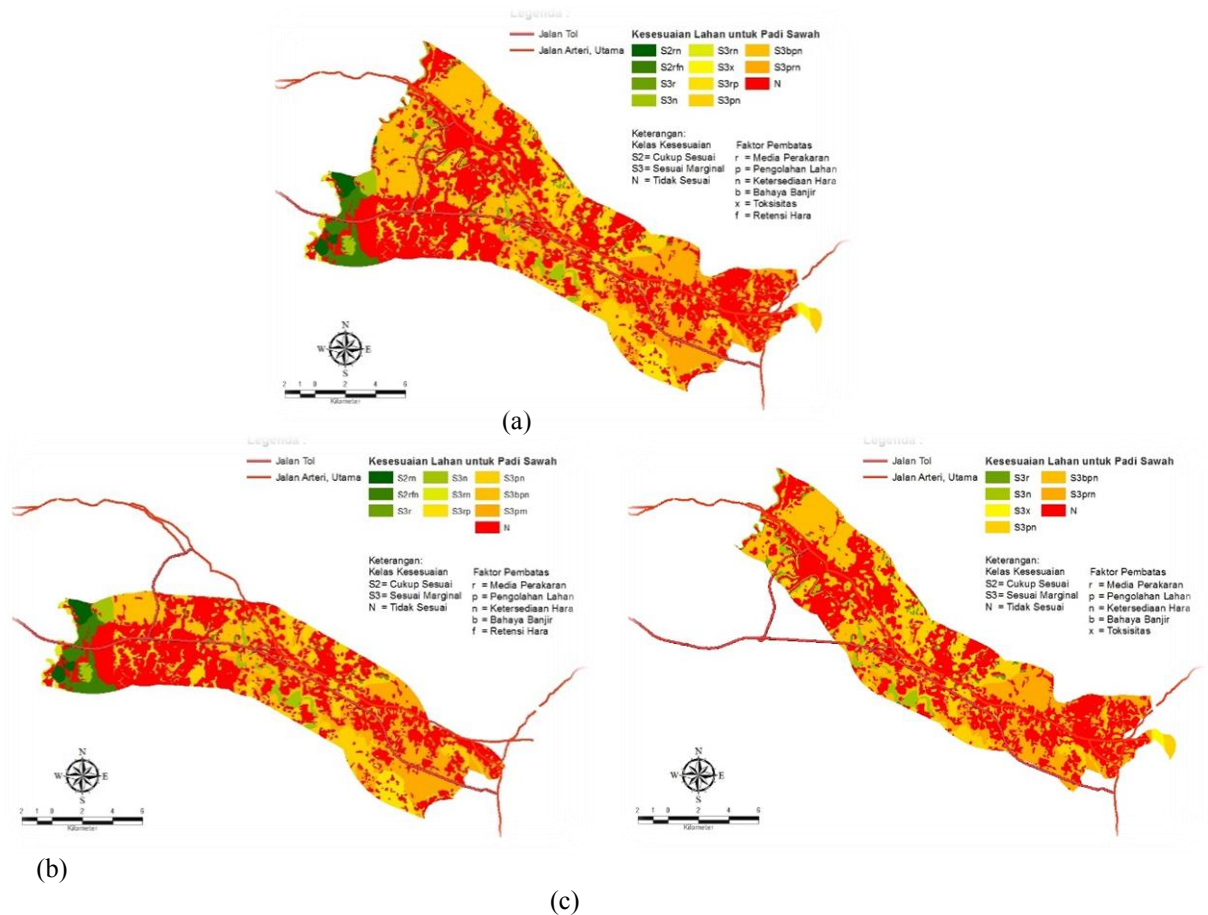 Legenda :
Jalan Tol
Jalan Arteri, Utama
Kesesuaian Lahan untuk Padi Sawah
S2rn S3rn S3bpn
S2rfn S3x S3prn
S3r S3rp N
S3n S3pn
Keterangan:
Kelas Kesesuaian
S2= Cukup Sesuai
S3= Sesuai Marginal
N = Tidak Sesuai
Faktor Pembatas
r = Media Perakaran
p = Pengolahan Lahan
n = Ketersediaan Hara
b = Bahaya Banjir
x = Toksisitas
f = Retensi Hara
N
W E
S
2 1 0 2 4 6
Kilometer
(a)
Legenda :
Jalan Tol
Jalan Arteri, Utama
Kesesuaian Lahan untuk Padi Sawah
S2rn S3n S3pn
S2rfn S3rn S3bpn
S3r S3rp S3prn
N
Keterangan:
Kelas Kesesuaian
S2= Cukup Sesuai
S3= Sesuai Marginal
N = Tidak Sesuai
Faktor Pembatas
r = Media Perakaran
p = Pengolahan Lahan
n = Ketersediaan Hara
b = Bahaya Banjir
f = Retensi Hara
N
W E
S
2 1 0 2 4 6
Kilometer
(b)
Legenda :
Jalan Tol
Jalan Arteri, Utama
Kesesuaian Lahan untuk Padi Sawah
S3r S3bpn
S3n S3prn
S3x N
S3pn
Keterangan:
Kelas Kesesuaian
S2= Cukup Sesuai
S3= Sesuai Marginal
N = Tidak Sesuai
Faktor Pembatas
r = Media Perakaran
p = Pengolahan Lahan
n = Ketersediaan Hara
b = Bahaya Banjir
x = Toksisitas
N
W E
S
2 1 0 2 4 6
Kilometer
(c)